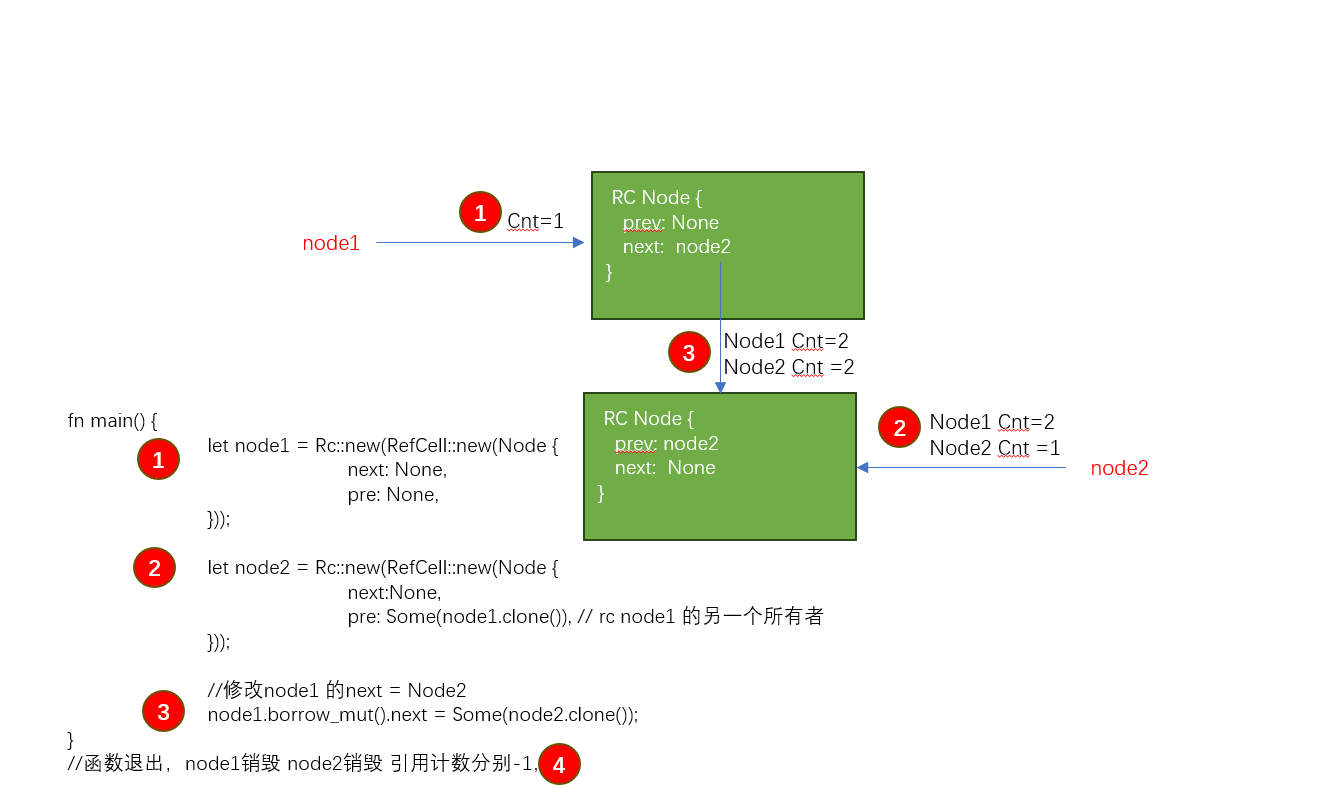 RC Node {
prev: None
next:  node2
}
1
Cnt=1
node1
3
Node1 Cnt=2
Node2 Cnt =2
RC Node {
prev: node2
next:  None
}
2
Node1 Cnt=2
Node2 Cnt =1
node2
fn main() {
1
let node1 = Rc::new(RefCell::new(Node {
next: None,
pre: None,
}));
2
let node2 = Rc::new(RefCell::new(Node {
next:None,
pre: Some(node1.clone()), // rc node1 的另一个所有者
}));
//修改node1 的next = Node2
3
node1.borrow_mut().next = Some(node2.clone());
}
//函数退出，node1销毁 node2销毁 引用计数分别-1,
4